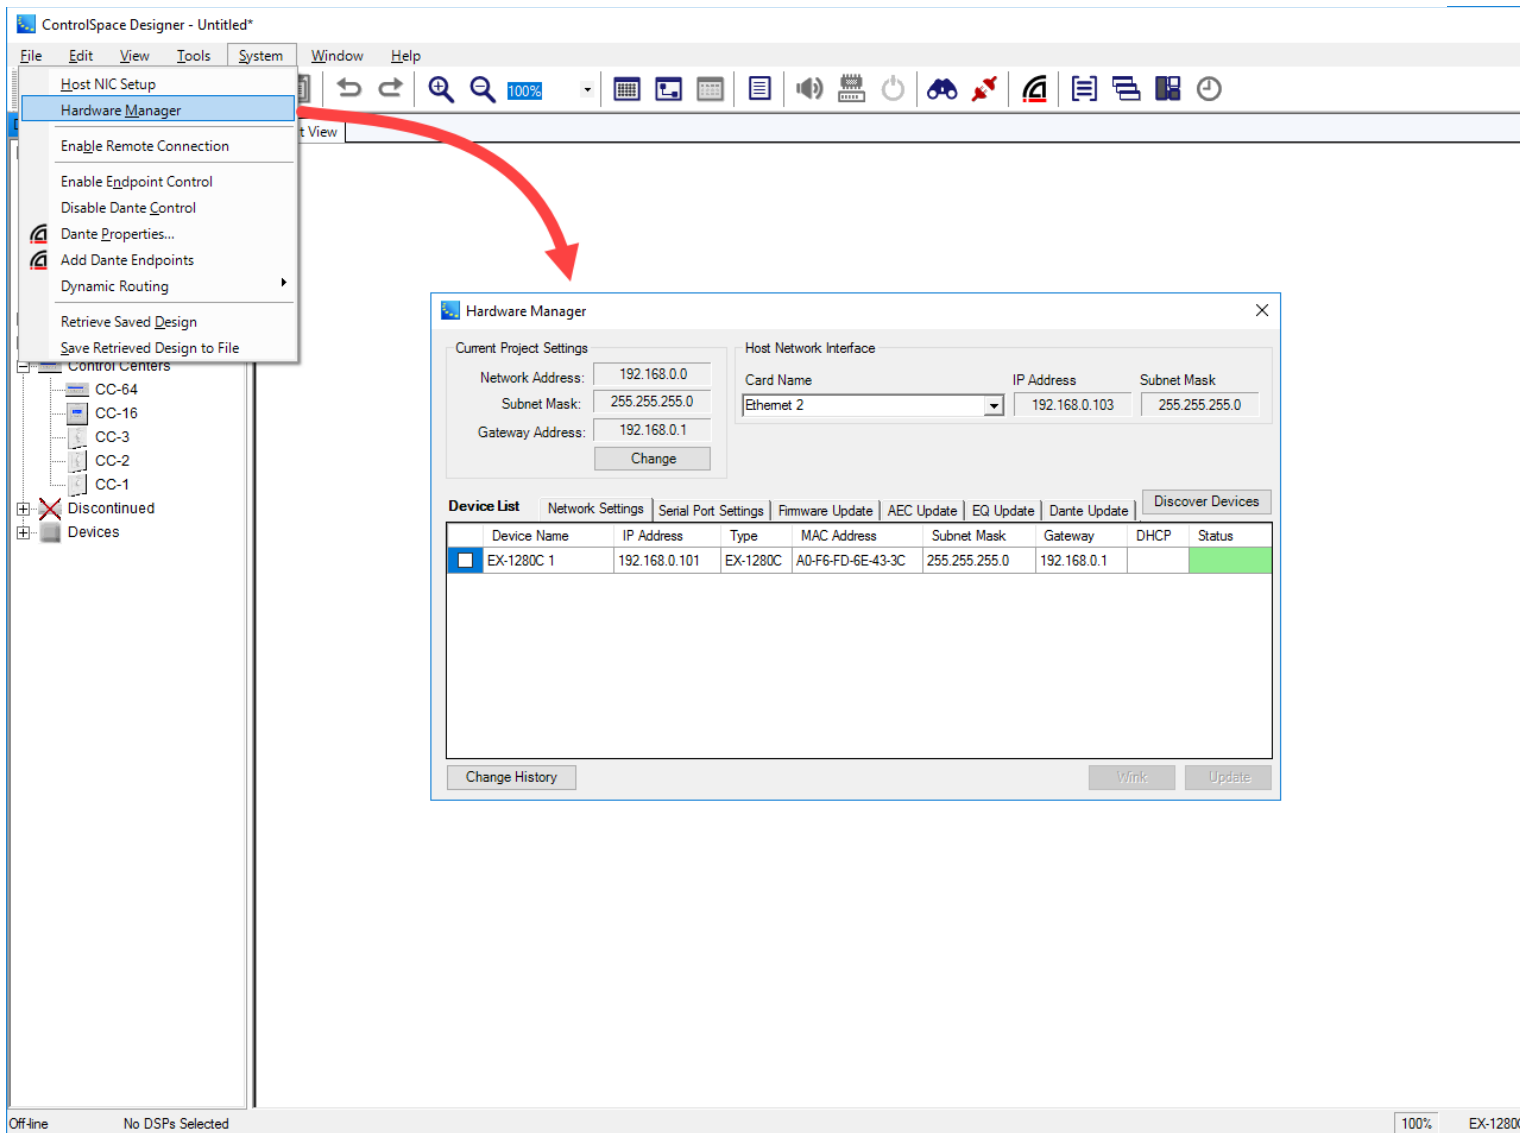 ControlSpace Designer - Untitled*
File Edit View Tools System Window Help
Host NIC Setup
Hardware Manager
Enable Remote Connection
Enable Endpoint Control
Disable Dante Control
Dante Properties...
Add Dante Endpoints
Dynamic Routing
Retrieve Saved Design
Save Retrieved Design to File
100%
t View
Control Centers
CC-64
CC-16
CC-3
CC-2
CC-1
Discontinued
Devices
Hardware Manager
Current Project Settings
Network Address: 192.168.0.0
Subnet Mask: 255.255.255.0
Gateway Address: 192.168.0.1
Change
Host Network Interface
Card Name IP Address Subnet Mask
Ethernet 2 192.168.0.103 255.255.255.0
Device List Network Settings Serial Port Settings Firmware Update AEC Update EQ Update Dante Update Discover Devices
Device Name IP Address Type MAC Address Subnet Mask Gateway DHCP Status
EX-1280C 1 192.168.0.101 EX-1280C A0-F6-FD-6E-43-3C 255.255.255.0 192.168.0.1
Change History Wink Update
Off-line No DSPs Selected 100% EX-1280C